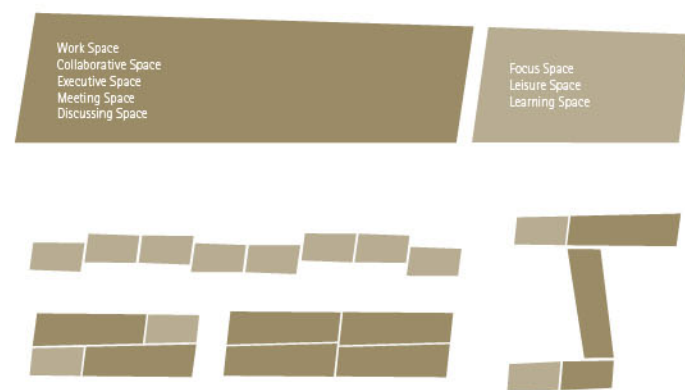 Work Space
Collaborative Space
Executive Space
Meeting Space
Discussing Space
Focus Space
Leisure Space
Learning Space